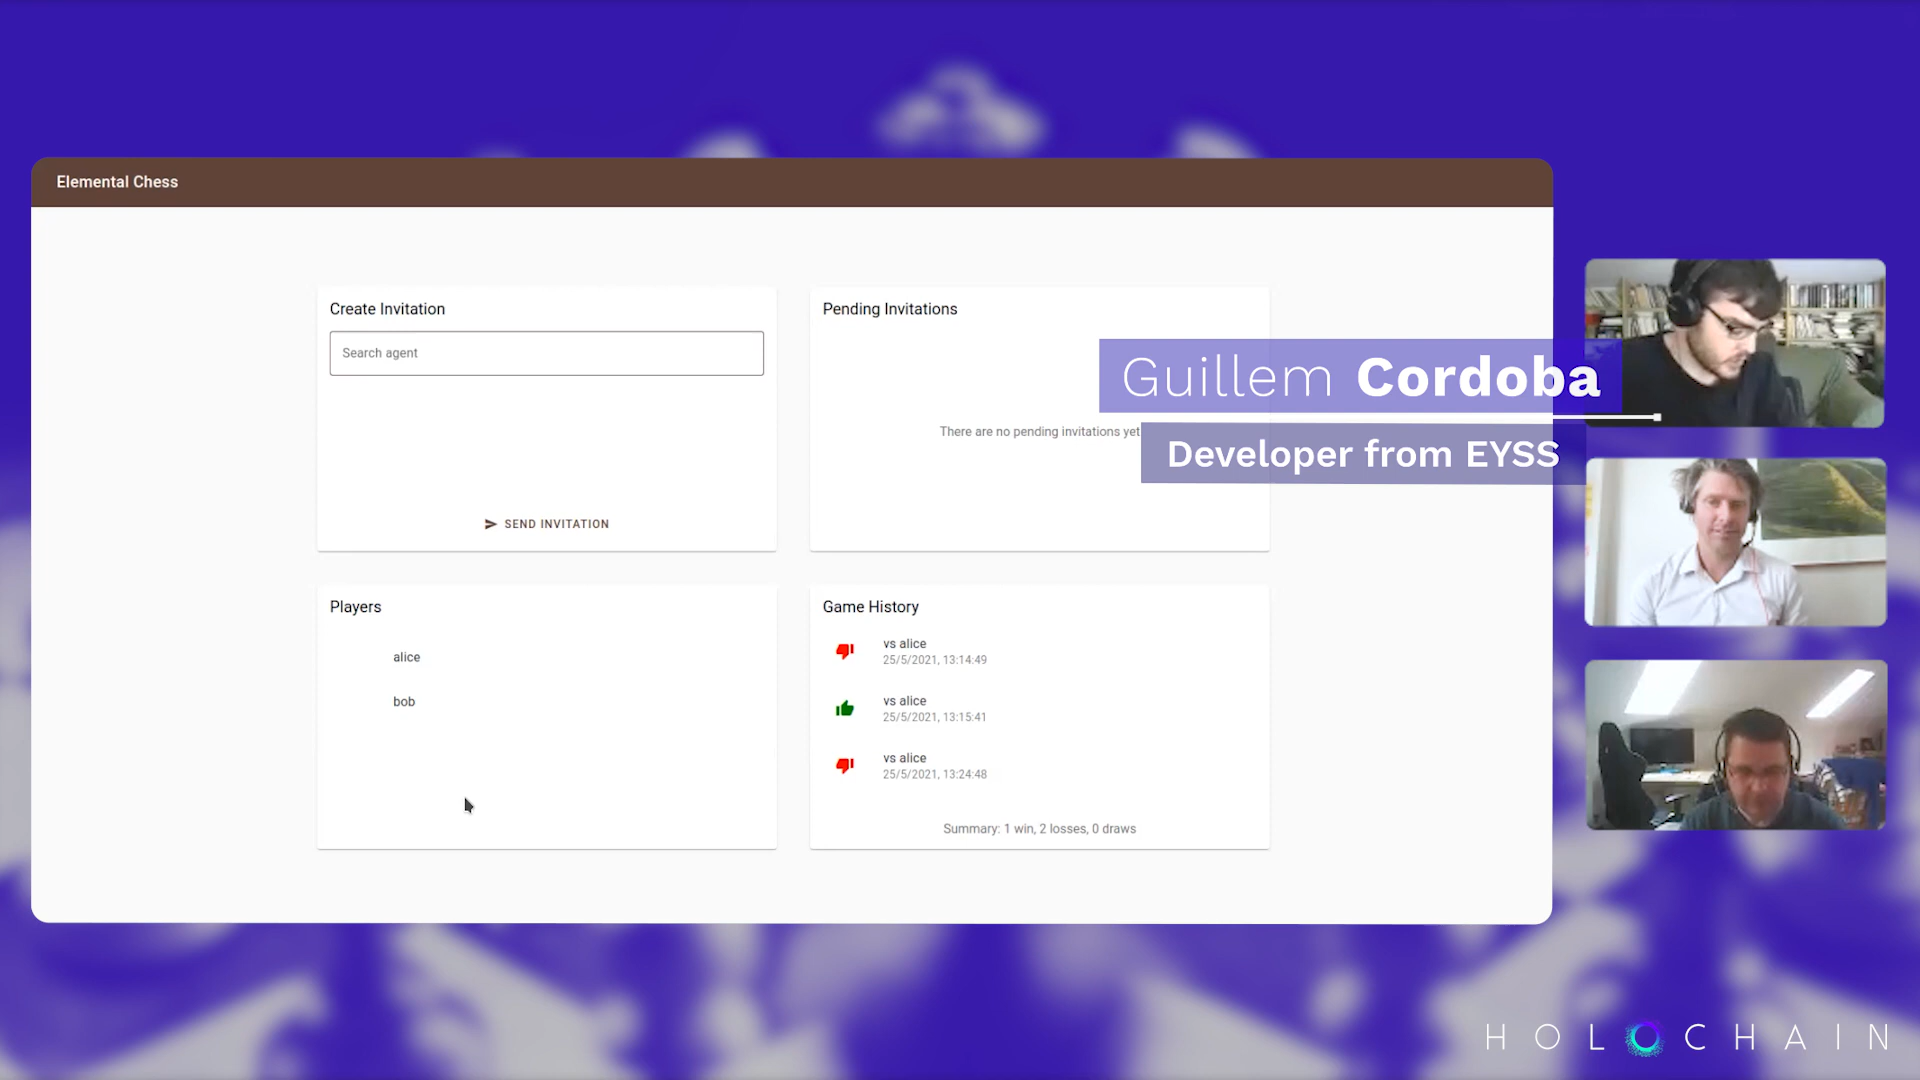 Elemental Chess
Create Invitation
Search agent
SEND INVITATION
Pending Invitations
There are no pending invitations yet
Guillem Cordoba
Developer from EYSS
Players
alice
bob
Game History
vs alice
25/5/2021, 13:14:49
vs alice
25/5/2021, 13:15:41
vs alice
25/5/2021, 13:24:48
Summary: 1 win, 2 losses, 0 draws
HOLOCHAIN